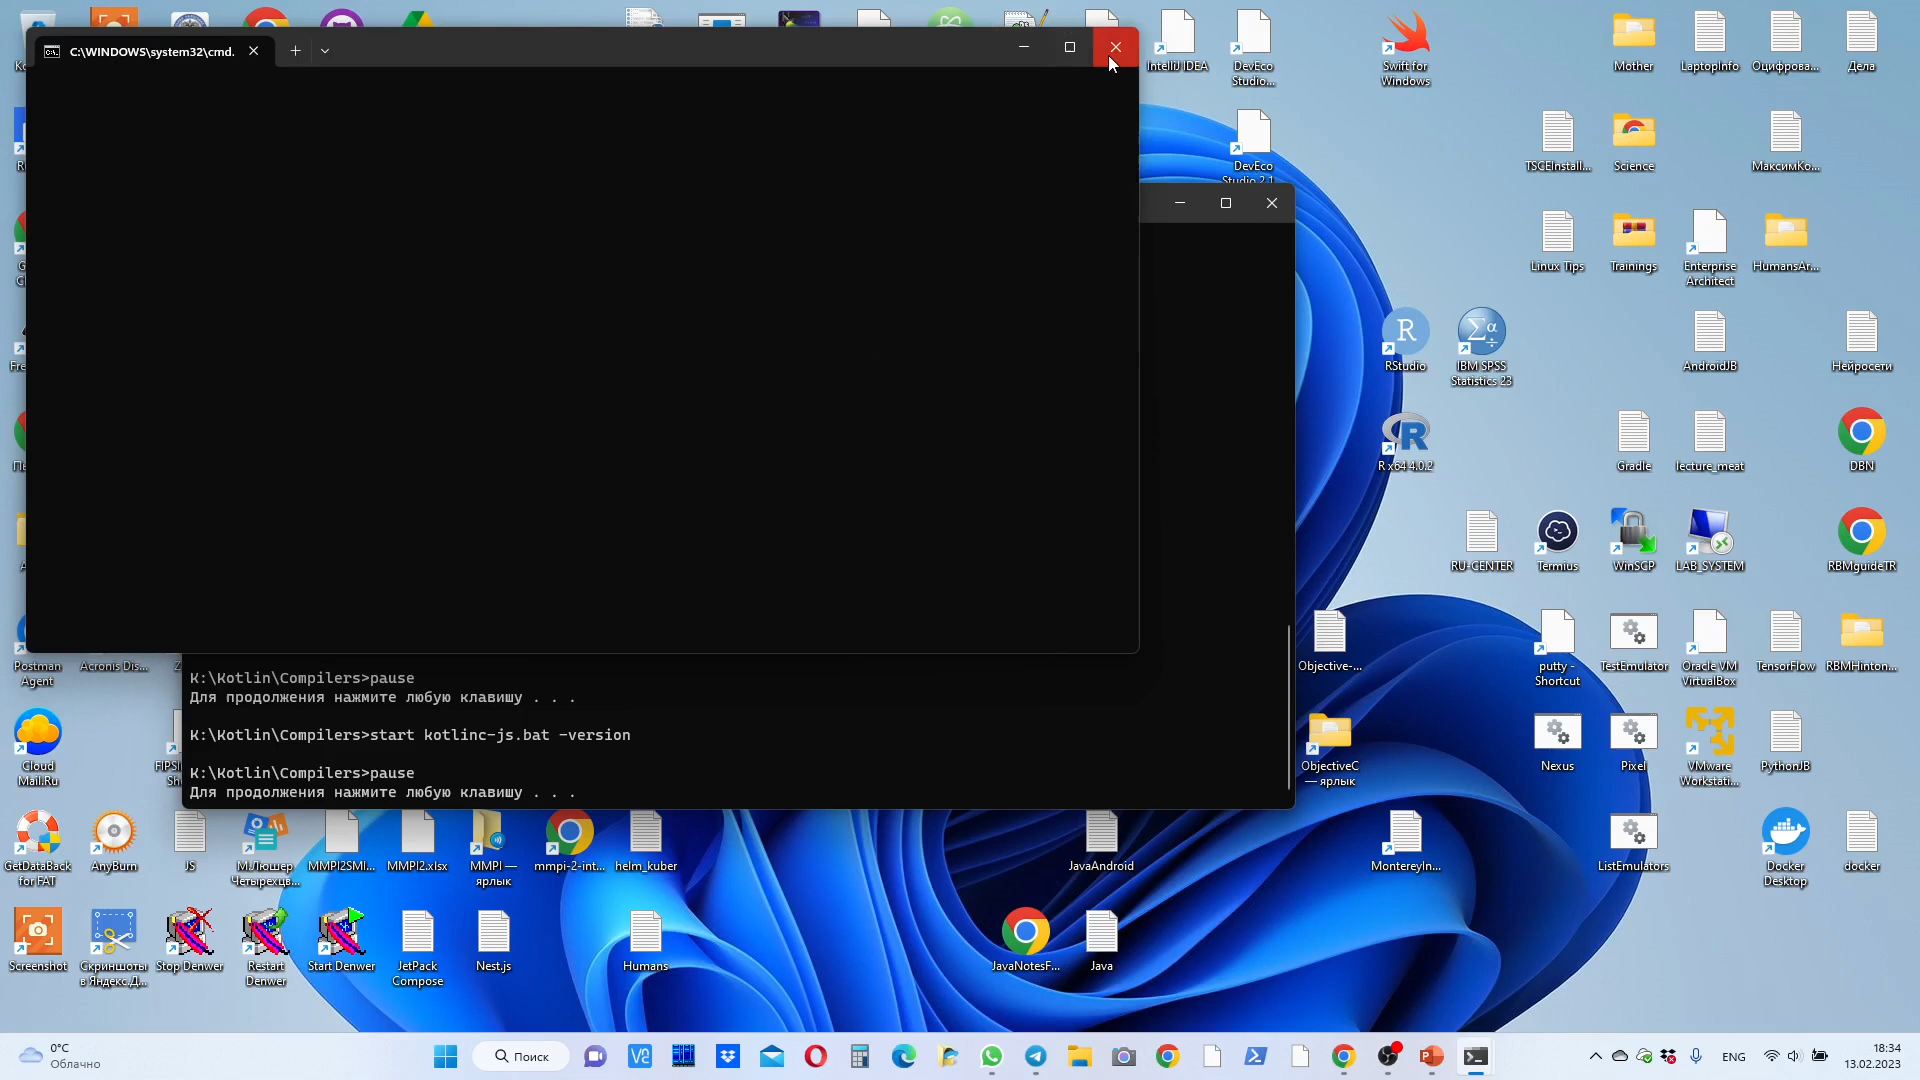 C:\WINDOWS\system32\cmd.
IntelliJ IDEA
DevEco
Studio...
Swift for
Windows
Mother
LaptopInfo
Оцифрова...
Дела
DevEco
Studio 2.1
TSCEInstall...
Science
МаксимКо...
Linux Tips
Trainings
Enterprise
Architect
HumansAr...
RStudio
IBM SPSS
Statistics 23
AndroidJB
Нейросети
R x64 4.0.2
Gradle
lecture_meat
DBN
RU-CENTER
Termius
WinSCP
LAB_SYSTEM
RBMguideTR
Postman
Agent
Acronis Dis...
K:\Kotlin\Compilers>pause
Для продолжения нажмите любую клавишу . . .
K:\Kotlin\Compilers>start kotlinc-js.bat -version
K:\Kotlin\Compilers>pause
Для продолжения нажмите любую клавишу . . .
Objective-...
putty -
Shortcut
TestEmulator
Oracle VM
VirtualBox
TensorFlow
RBMHinton...
Cloud
Mail.Ru
ObjectiveC
— ярлык
Nexus
Pixel
VMware
Workstati...
PythonJB
GetDataBack
for FAT
AnyBurn
JS
М.Люшер
Четырехцв...
MMPI2SMI...
MMPI2.xlsx
MMPI —
ярлык
mmpi-2-int...
helm_kuber
JavaAndroid
MontereyIn...
ListEmulators
Docker
Desktop
docker
Screenshot
Скриншоты
в Яндекс.Д...
Stop Denwer
Restart
Denwer
Start Denwer
JetPack
Compose
Nest.js
Humans
JavaNotesF...
Java
0°C
Облачно
Поиск
ENG
18:34
13.02.2023